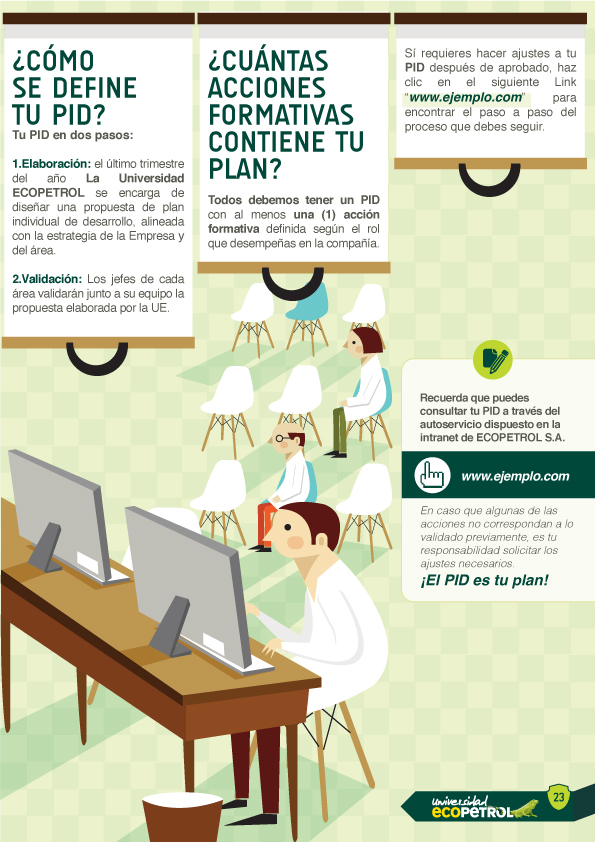 ¿CÓMO
SE DEFINE
TU PID?
Tu PID en dos pasos:
1.Elaboración: el último trimestre
del año La Universidad
ECOPETROL se encarga de
diseñar una propuesta de plan
individual de desarrollo, alineada
con la estrategia de la Empresa y
del área.
2.Validación: Los jefes de cada
área validarán junto a su equipo la
propuesta elaborada por la UE.
¿CUÁNTAS
ACCIONES
FORMATIVAS
CONTIENE TU
PLAN?
Todos debemos tener un PID
con al menos una (1) acción
formativa definida según el rol
que desempeñas en la compañía.
Sí requieres hacer ajustes a tu
PID después de aprobado, haz
clic en el siguiente Link
“www.ejemplo.com” para
encontrar el paso a paso del
proceso que debes seguir.
Recuerda que puedes
consultar tu PID a través del
autoservicio dispuesto en la
intranet de ECOPETROL S.A.
www.ejemplo.com
En caso que algunas de las
acciones no correspondan a lo
validado previamente, es tu
responsabilidad solicitar los
ajustes necesarios.
¡El PID es tu plan!
universidad
ecoPETROL
23